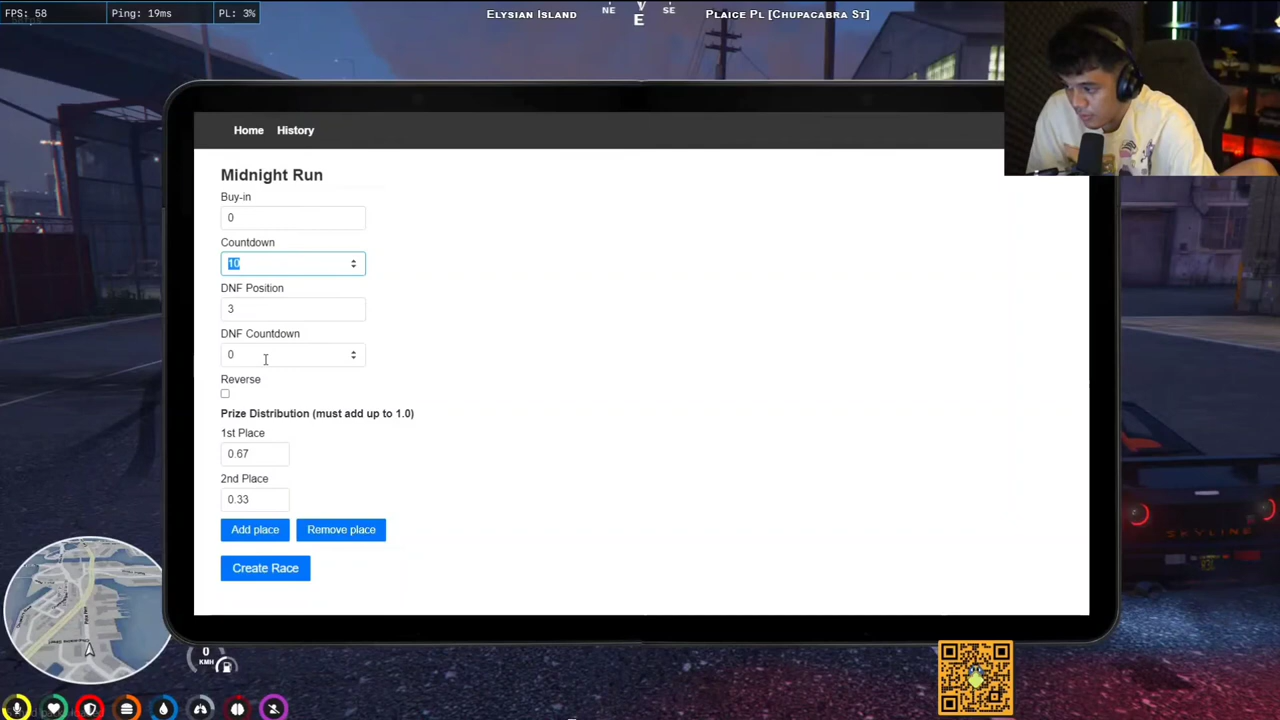 FPS: 58
Ping: 19ms
PL: 3%
Elysian Island
NE
E
SE
Plaice Pl [Chupacabra St]
Home
History
Midnight Run
Buy-in
0
Countdown
10
DNF Position
3
DNF Countdown
0
Reverse
Prize Distribution (must add up to 1.0)
1st Place
0.67
2nd Place
0.33
Add place
Remove place
Create Race
SKYLINE
0
KMH